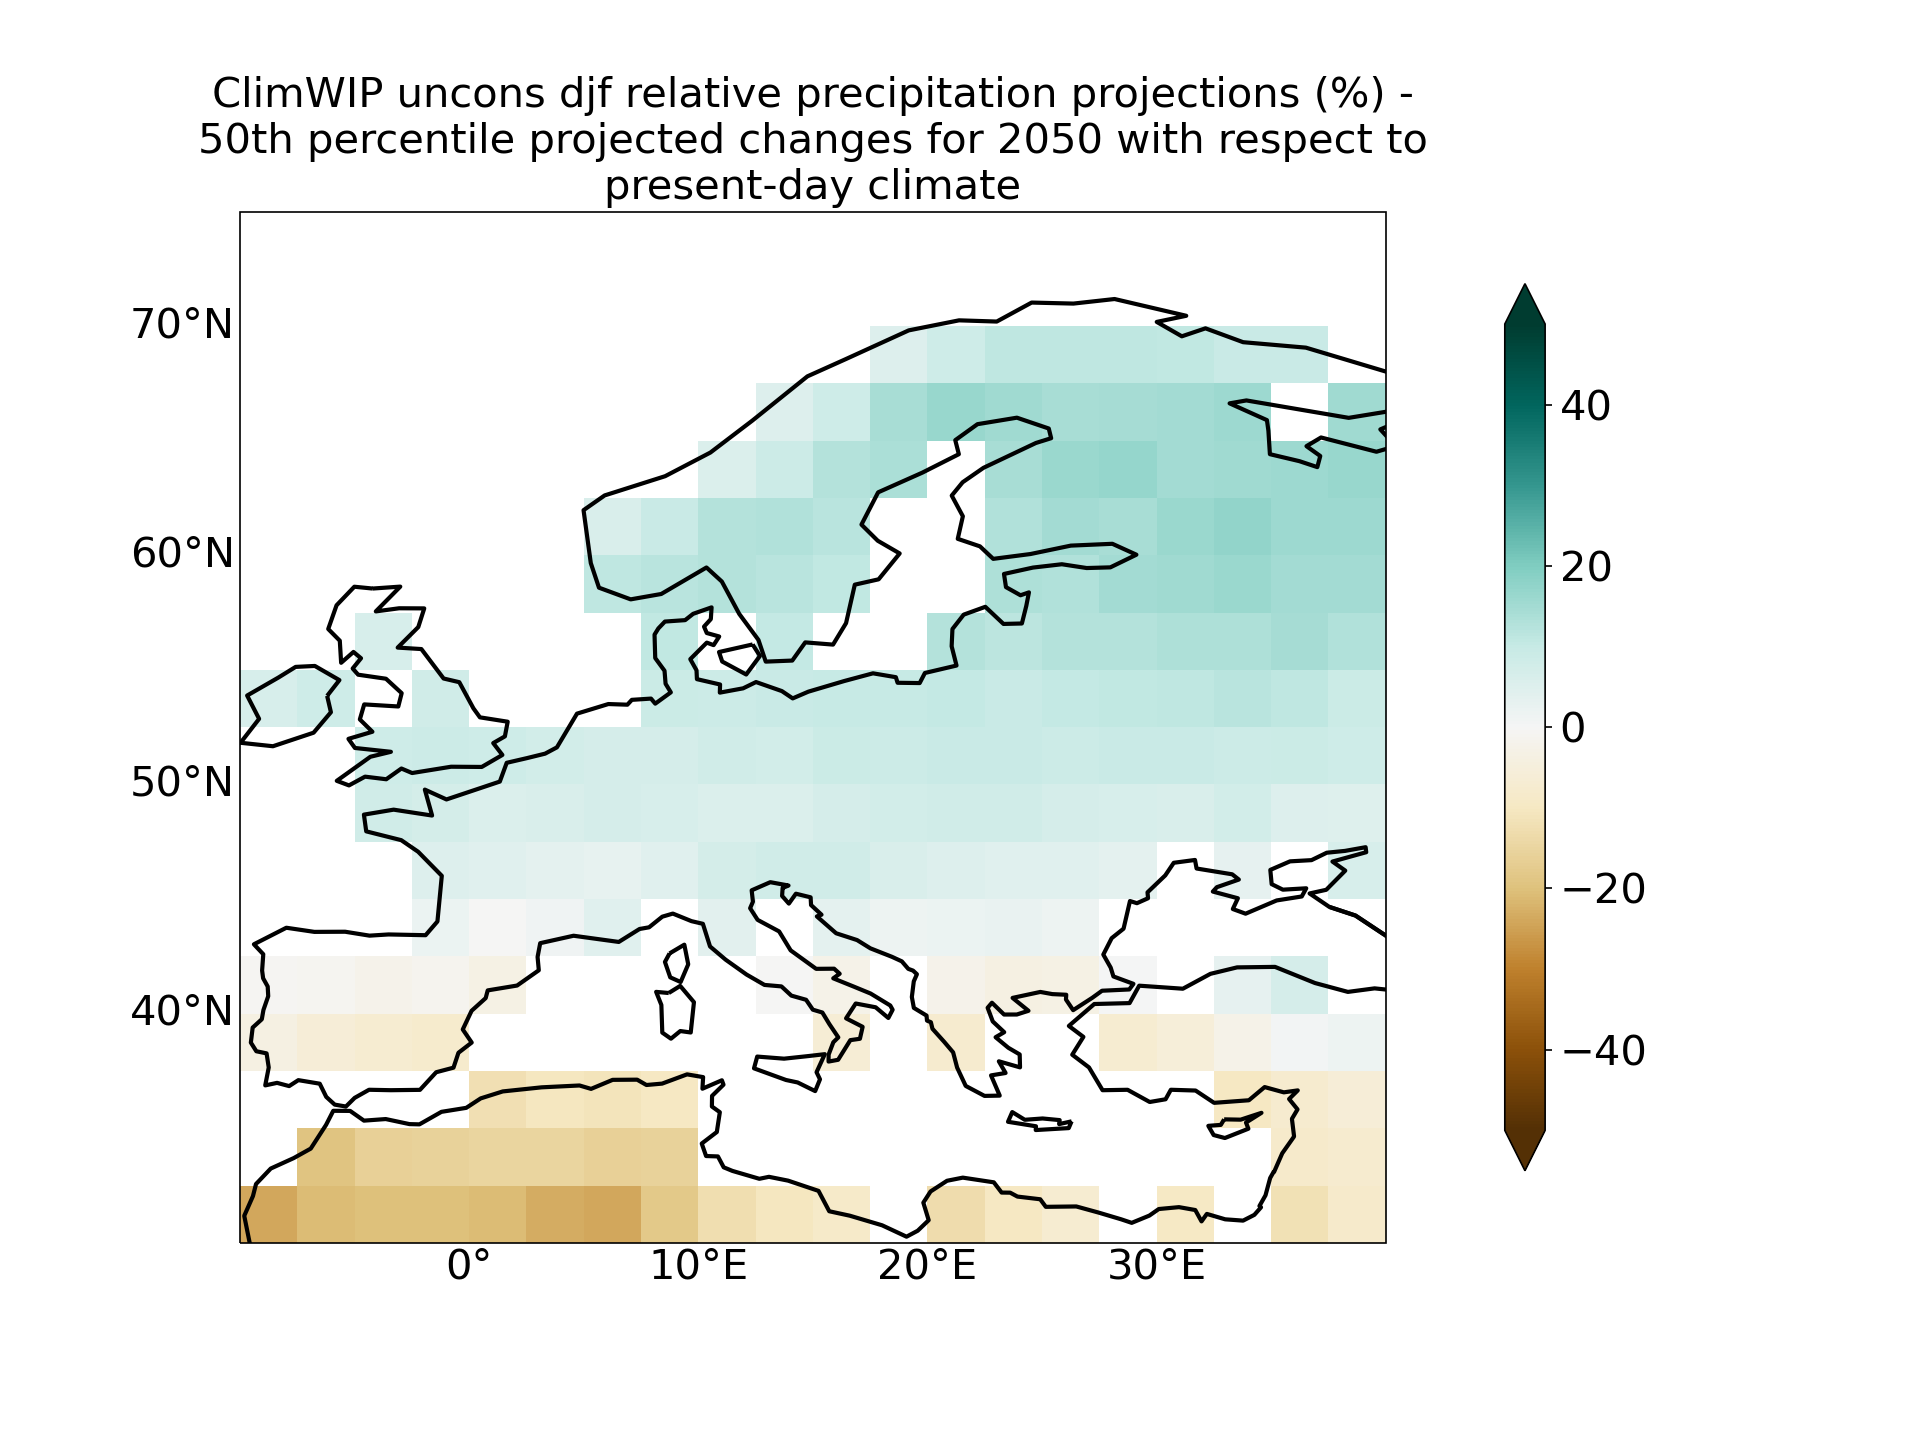 ClimWIP uncons djf relative precipitation projections (%) -
50th percentile projected changes for 2050 with respect to
present-day climate
70°N
60°N
50°N
40°N
0°
10°E
20°E
30°E
40
20
0
−20
−40